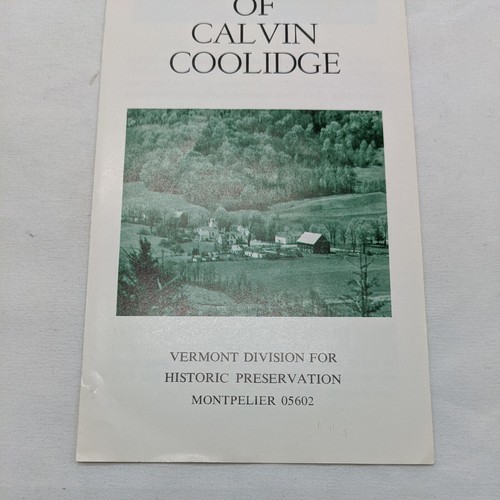 OF
CALVIN
COOLIDGE
VERMONT DIVISION FOR
HISTORIC PRESERVATION
MONTPELIER 05602